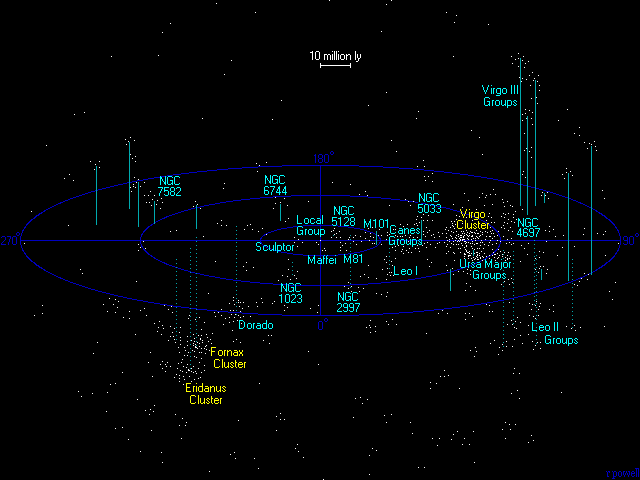 10 million ly
Virgo III
Groups
180°
NGC
7582
NGC
6744
NGC
5033
Local
Group
NGC
5128
M101
Canes
Groups
Virgo
Cluster
NGC
4697
270°
Sculptor
Maffei
M81
Leo I
Ursa Major
Groups
NGC
1023
NGC
2997
0°
Dorado
Leo II
Groups
Fornax
Cluster
Eridanus
Cluster
rpowell